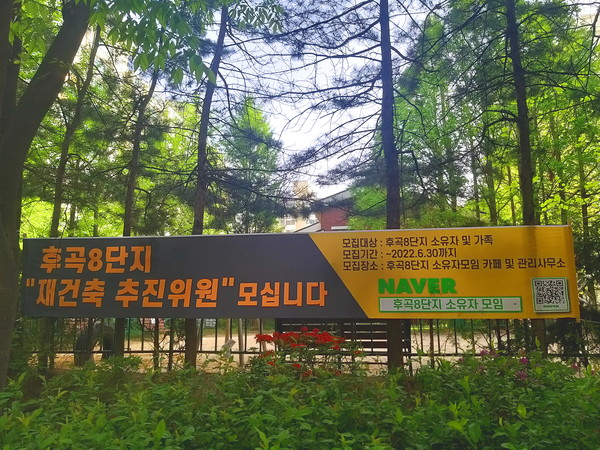 후곡8단지
"재건축 추진위원"모십니다
모집대상 : 후곡8단지 소유자 및 가족
모집기간 : ~2022.6.30까지
모집장소 : 후곡8단지 소유자모임 카페 및 관리사무소
NAVER
후곡8단지 소유자 모임